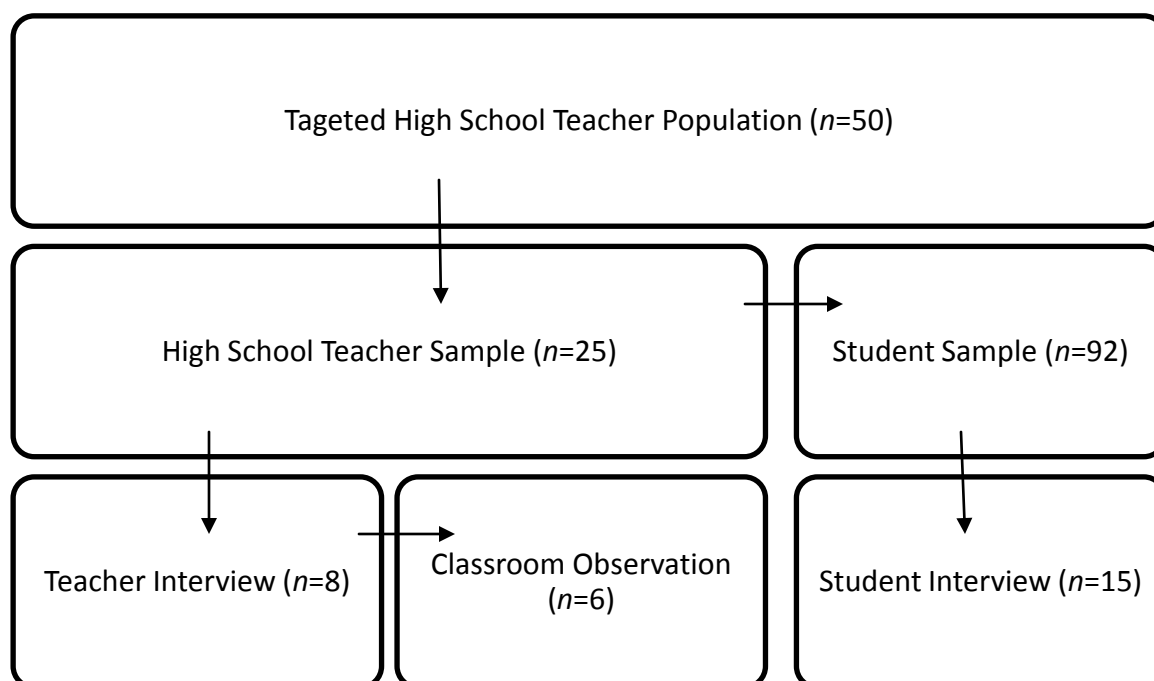 Tageted High School Teacher Population (n=50)
High School Teacher Sample (n=25)
Student Sample (n=92)
Teacher Interview (n=8)
Classroom Observation
(n=6)
Student Interview (n=15)